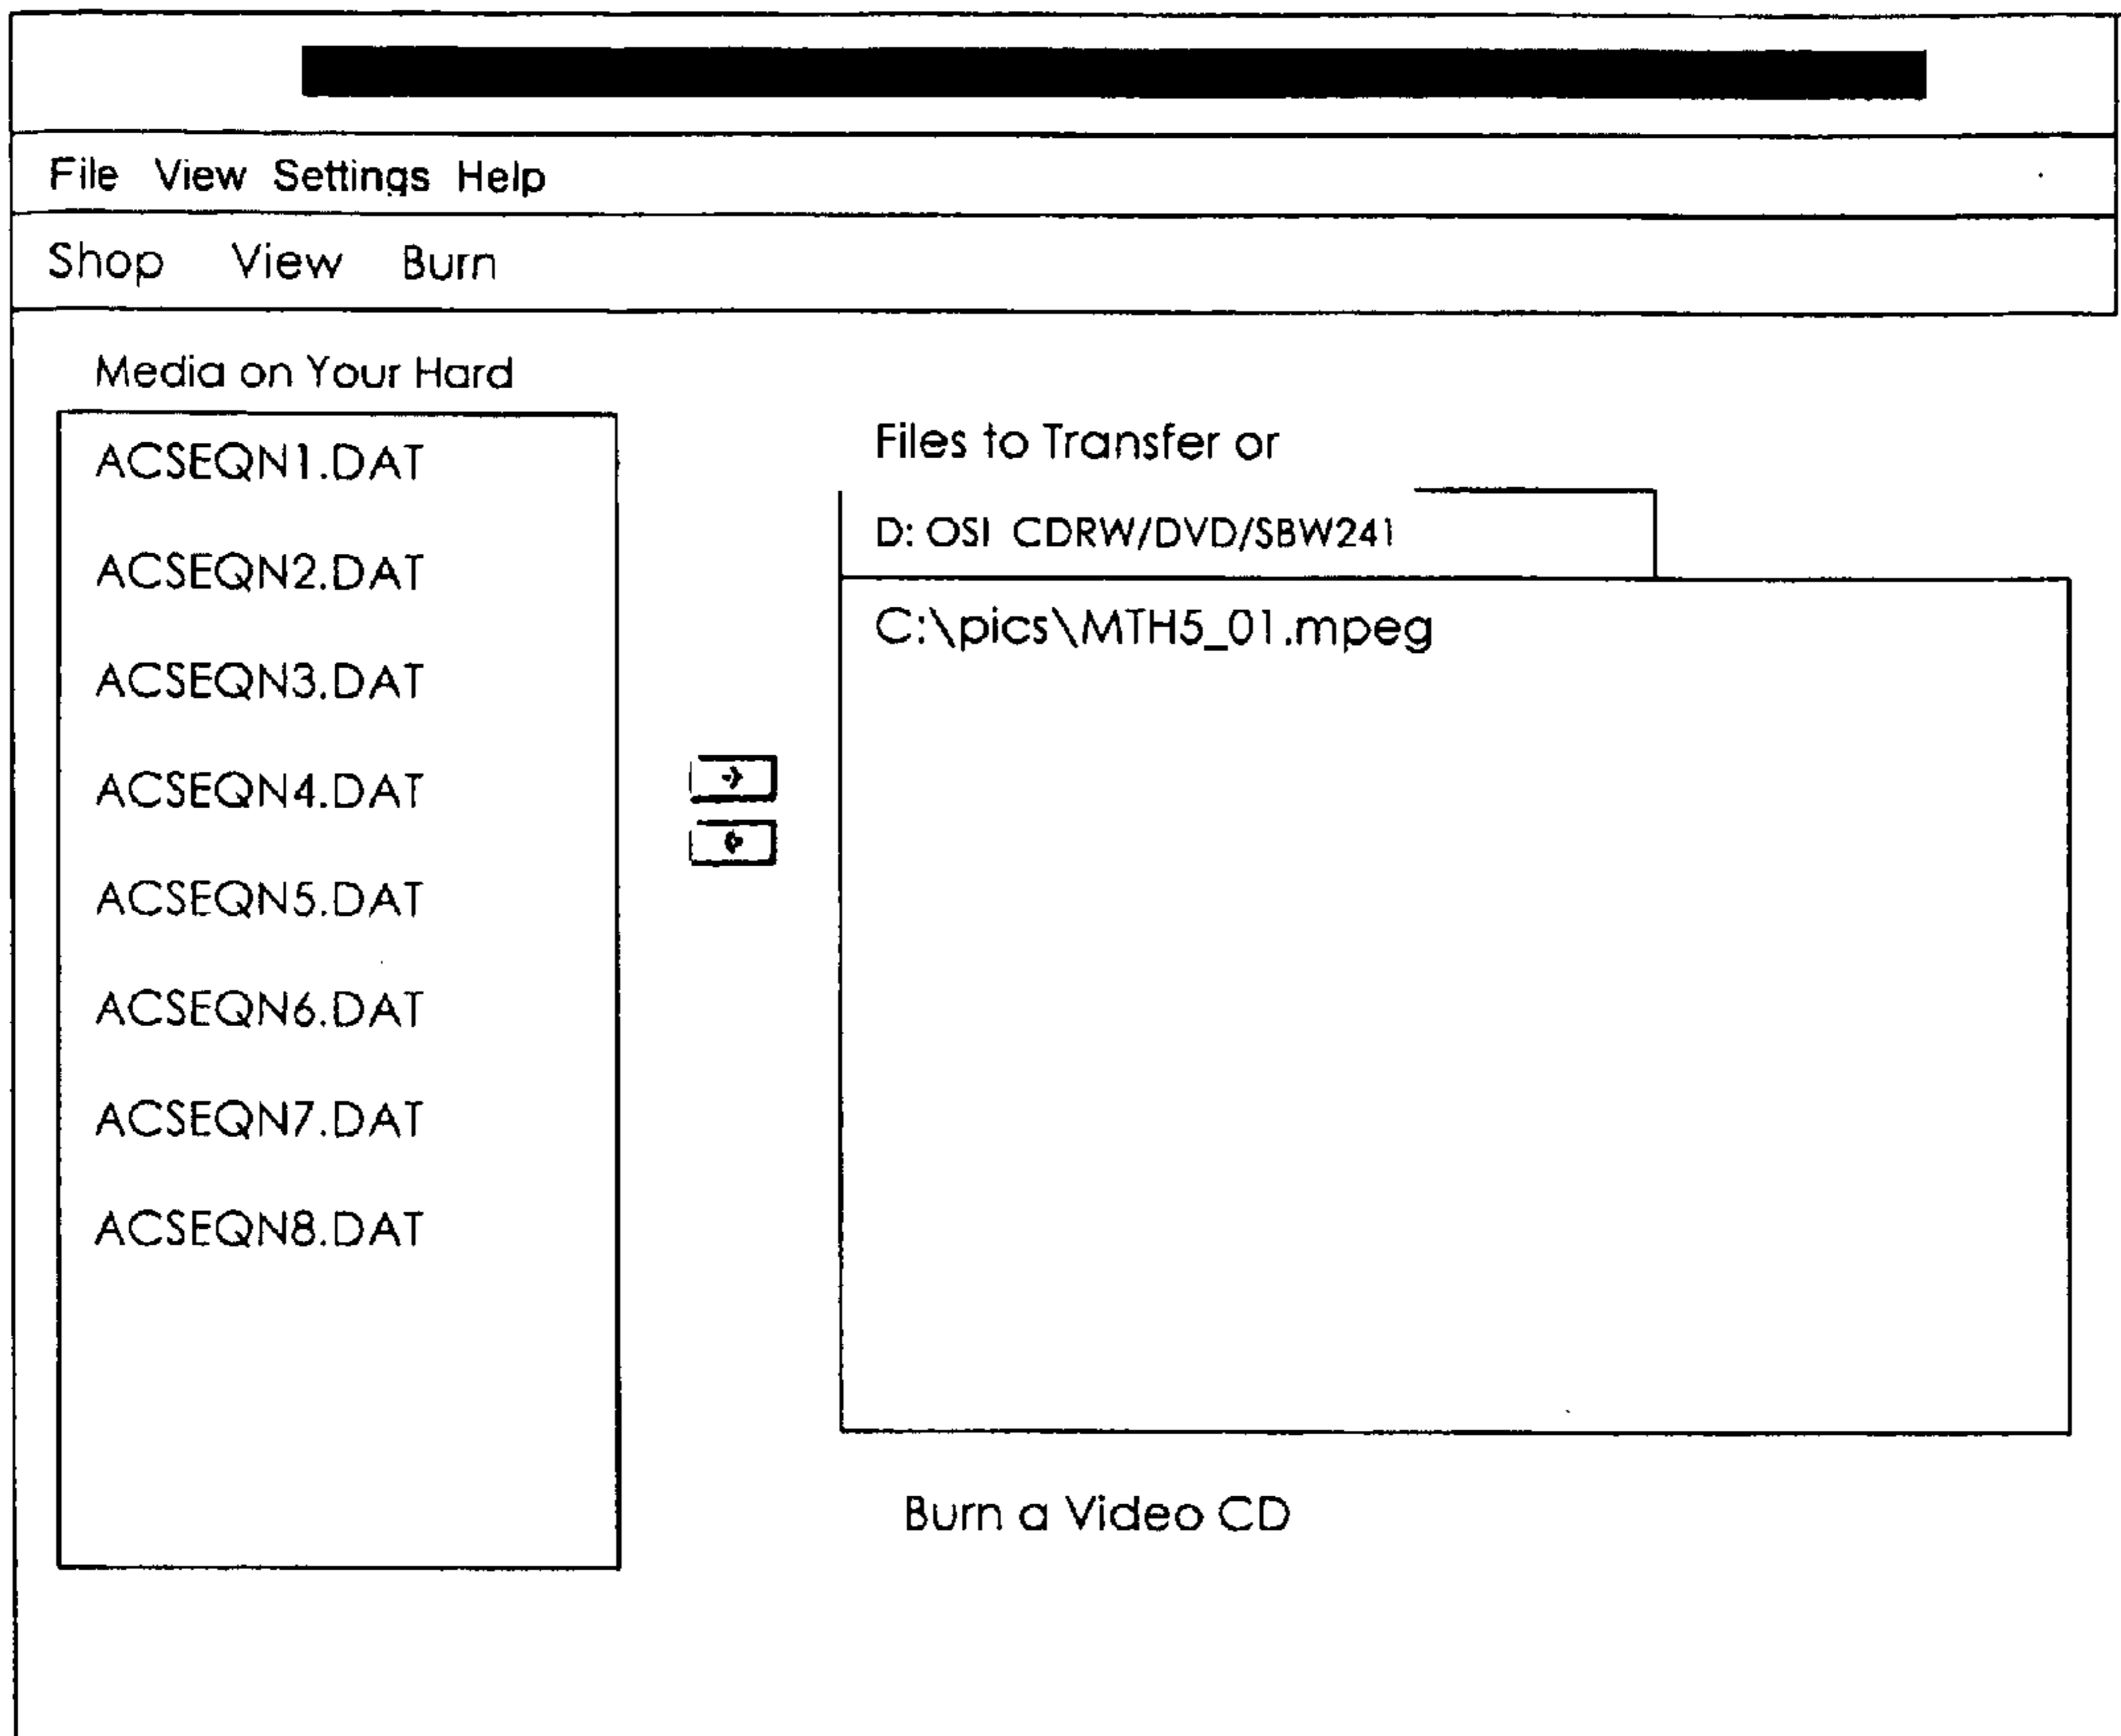 File View Settings Help
Shop View Burn
Media on Your Hard
ACSEQN1.DAT
ACSEQN2.DAT
ACSEQN3.DAT
ACSEQN4.DAT
ACSEQN5.DAT
ACSEQN6.DAT
ACSEQN7.DAT
ACSEQN8.DAT
Files to Transfer or
D: OSI CDRW/DVD/SBW241
C:\pics\MTH5_01.mpeg
Burn a Video CD